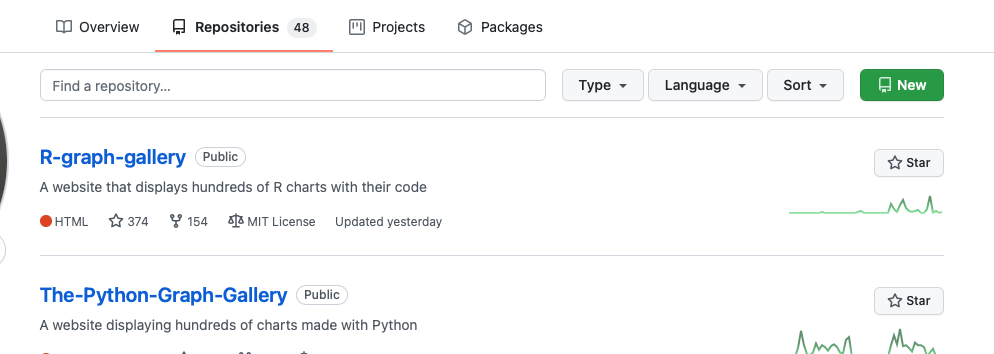 Overview Repositories 48 Projects Packages
Find a repository... Type Language Sort New
R-graph-gallery Public Star
A website that displays hundreds of R charts with their code
HTML 374 154 MIT License Updated yesterday
The-Python-Graph-Gallery Public Star
A website displaying hundreds of charts made with Python